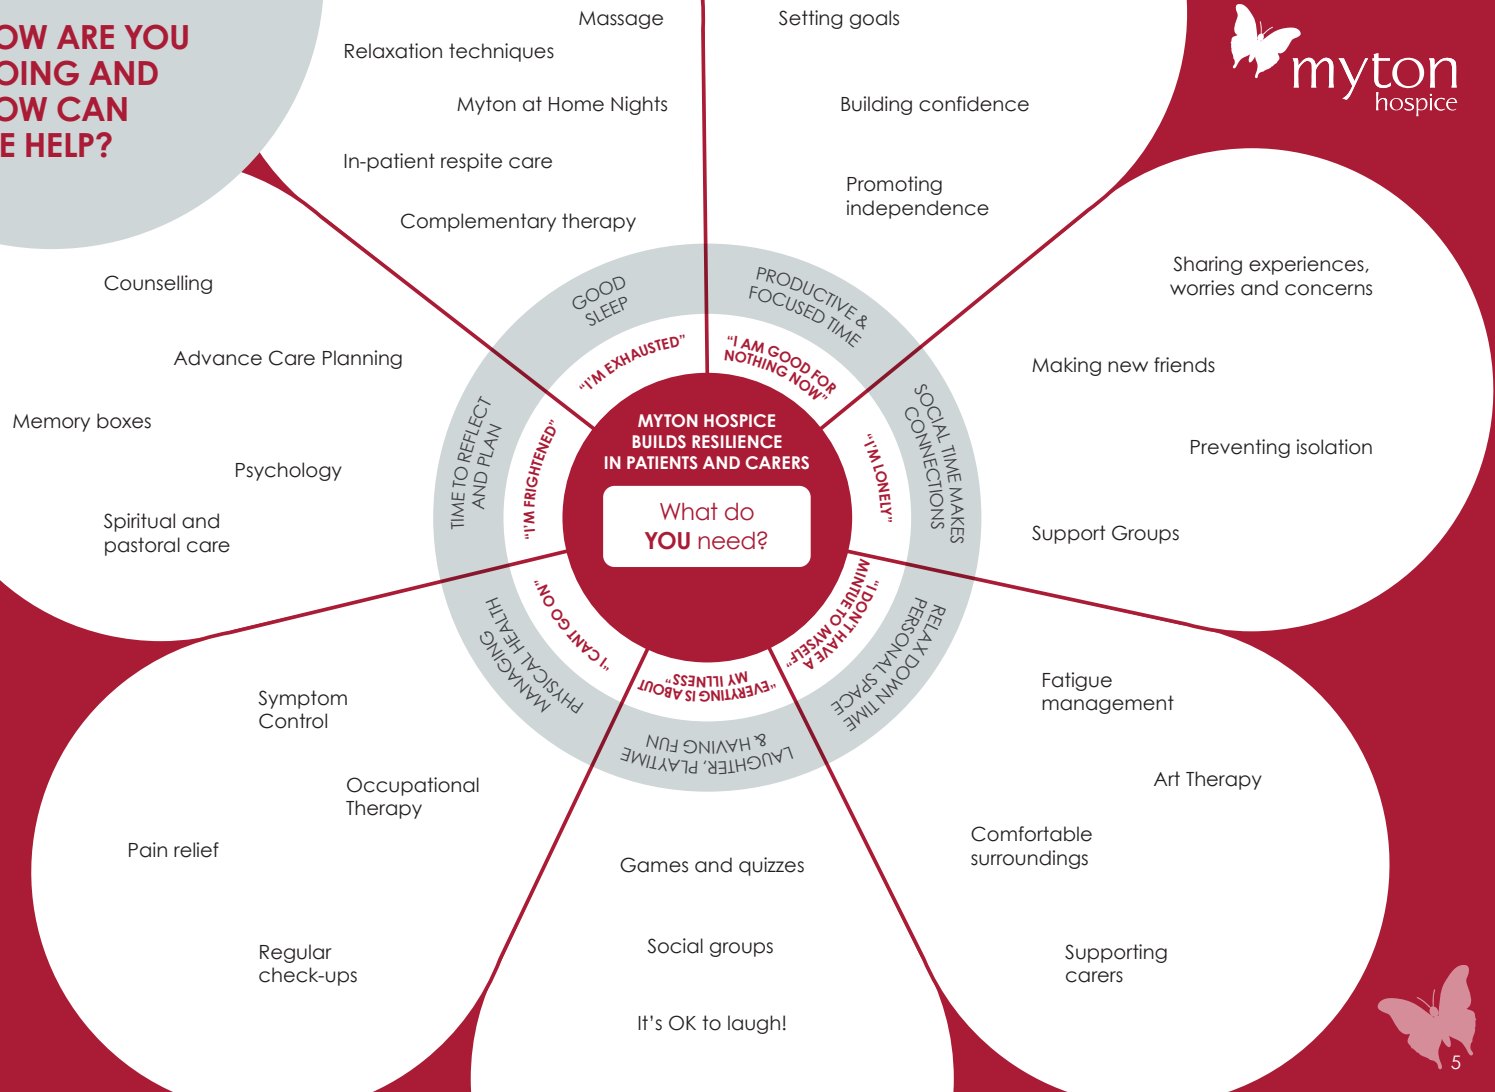 OW ARE YOU
OING AND
OW CAN
E HELP?
myton
hospice
Massage
Relaxation techniques
Myton at Home Nights
In-patient respite care
Complementary therapy
GOOD
SLEEP
“I’M EXHAUSTED”
Setting goals
Building confidence
Promoting
independence
PRODUCTIVE &
FOCUSED TIME
“I AM GOOD FOR
NOTHING NOW”
Sharing experiences,
worries and concerns
Making new friends
Preventing isolation
Support Groups
SOCIAL TIME MAKES
CONNECTIONS
“I’M LONELY”
Counselling
Advance Care Planning
Memory boxes
Psychology
Spiritual and
pastoral care
TIME TO REFLECT
AND PLAN
“I’M FRIGHTENED”
MYTON HOSPICE
BUILDS RESILIENCE
IN PATIENTS AND CARERS
What do
YOU need?
“I DON’T HAVE A
MINTUE TO MYSELF”
RELAX DOWN TIME
PERSONAL SPACE
Fatigue
management
Art Therapy
Comfortable
surroundings
Supporting
carers
“EVERYTING IS ABOUT
MY ILLNESS”
LAUGHTER, PLAYTIME
& HAVING FUN
Games and quizzes
Social groups
It’s OK to laugh!
“I CANT GO ON”
MANAGING
PHYSICAL HEALTH
Symptom
Control
Occupational
Therapy
Pain relief
Regular
check-ups
5